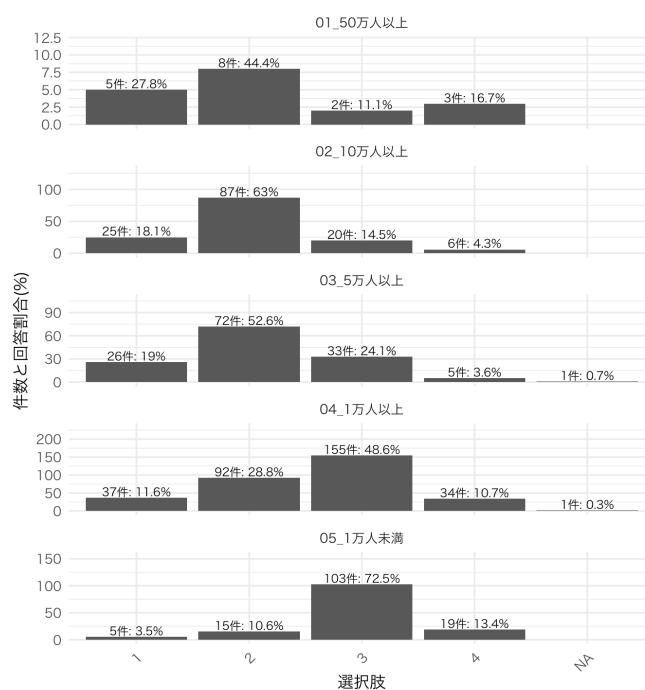 01_50万人以上
12.5
10.0
7.5
5.0
2.5
0.0
5件: 27.8%
8件: 44.4%
2件: 11.1%
3件: 16.7%
02_10万人以上
100
50
0
25件: 18.1%
87件: 63%
20件: 14.5%
6件: 4.3%
03_5万人以上
90
60
30
0
26件: 19%
72件: 52.6%
33件: 24.1%
5件: 3.6%
1件: 0.7%
04_1万人以上
200
150
100
50
0
37件: 11.6%
92件: 28.8%
155件: 48.6%
34件: 10.7%
1件: 0.3%
05_1万人未満
150
100
50
0
5件: 3.5%
15件: 10.6%
103件: 72.5%
19件: 13.4%
1
2
3
4
NA
選択肢
件数と回答割合(%)